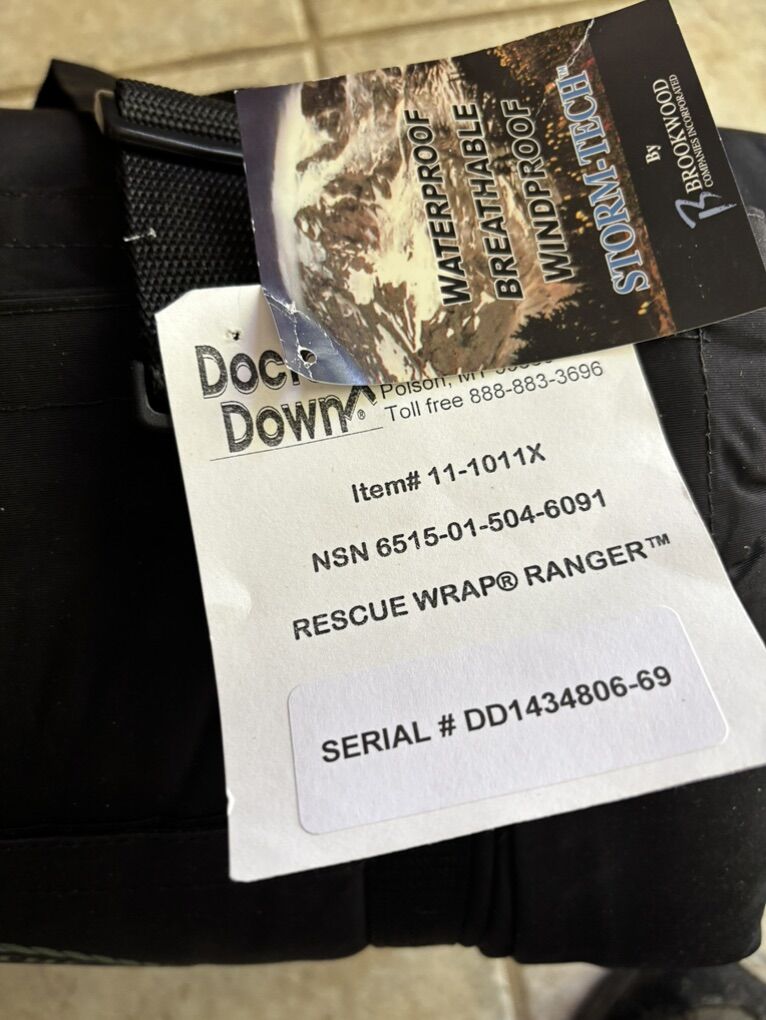 WATERPROOF
BREATHABLE
WINDPROOF
STORM-TECH™
By
BROOKWOOD
COMPANIES INCORPORATED
DOWN®
Polson, MT
Toll free 888-883-3696
Item# 11-1011X
NSN 6515-01-504-6091
RESCUE WRAP® RANGER™
SERIAL # DD1434806-69